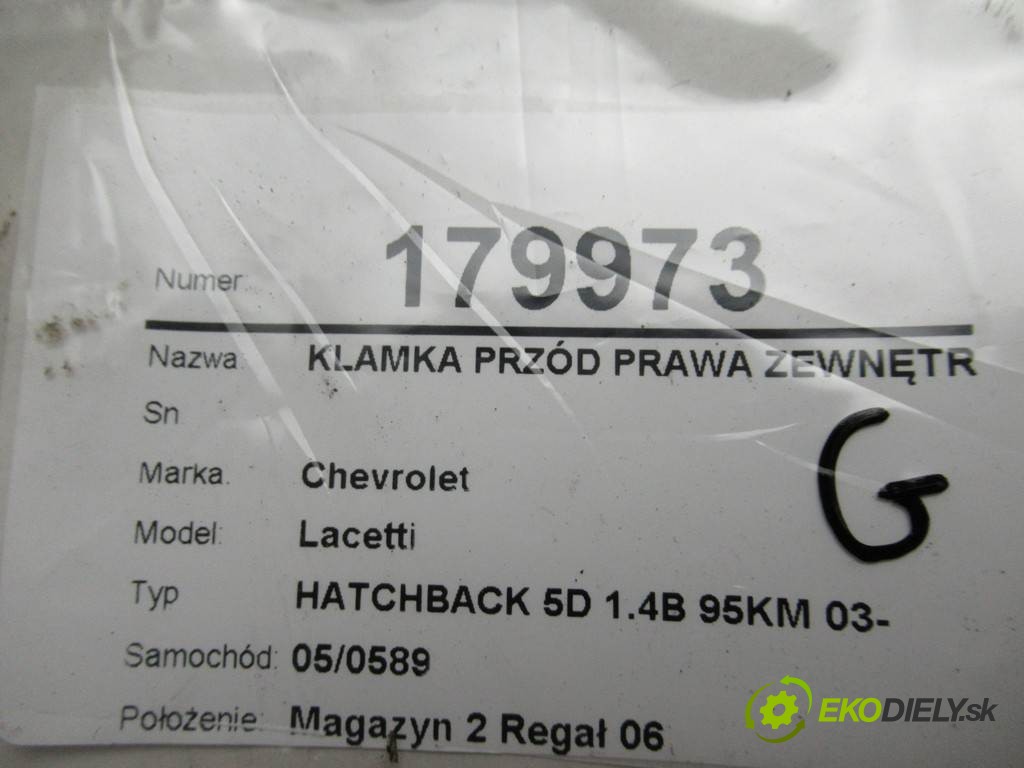 Numer: 179973
Nazwa: KLAMKA PRZÓD PRAWA ZEWNĘTR
Sn
Marka: Chevrolet
G
Model: Lacetti
Typ HATCHBACK 5D 1.4B 95KM 03-
Samochód: 05/0589
Położenie: Magazyn 2 Regał 06
EKODIELY.sk